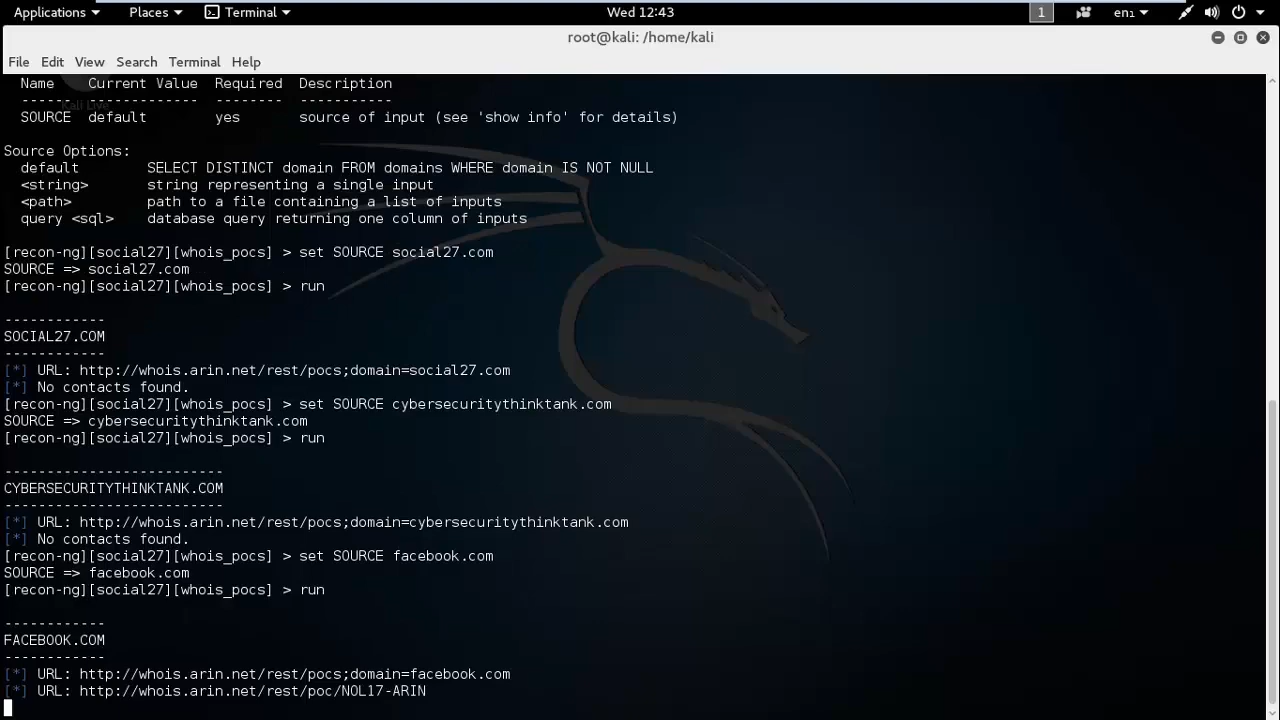 Applications Places Terminal Wed 12:43 1 en₁
root@kali: /home/kali
File Edit View Search Terminal Help
Name Current Value Required Description
------ ------------- -------- -----------
Kali Live
SOURCE default yes source of input (see 'show info' for details)
Source Options:
default SELECT DISTINCT domain FROM domains WHERE domain IS NOT NULL
<string> string representing a single input
<path> path to a file containing a list of inputs
query <sql> database query returning one column of inputs
[recon-ng][social27][whois_pocs] > set SOURCE social27.com
SOURCE => social27.com
[recon-ng][social27][whois_pocs] > run
------------
SOCIAL27.COM
------------
[*] URL: http://whois.arin.net/rest/pocs;domain=social27.com
[*] No contacts found.
[recon-ng][social27][whois_pocs] > set SOURCE cybersecuritythinktank.com
SOURCE => cybersecuritythinktank.com
[recon-ng][social27][whois_pocs] > run
--------------------------
CYBERSECURITYTHINKTANK.COM
--------------------------
[*] URL: http://whois.arin.net/rest/pocs;domain=cybersecuritythinktank.com
[*] No contacts found.
[recon-ng][social27][whois_pocs] > set SOURCE facebook.com
SOURCE => facebook.com
[recon-ng][social27][whois_pocs] > run
------------
FACEBOOK.COM
------------
[*] URL: http://whois.arin.net/rest/pocs;domain=facebook.com
[*] URL: http://whois.arin.net/rest/poc/NOL17-ARIN